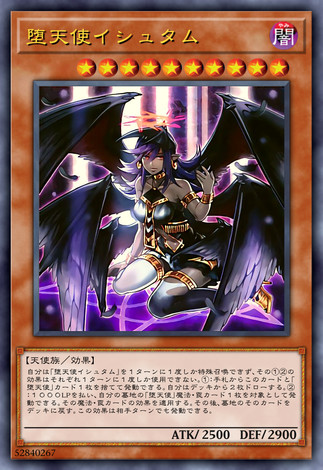 堕天使イシュタム
やみ
闇
【天使族／効果】
自分は「堕天使イシュタム」を１ターンに１度しか特殊召喚できず、その①②の
効果はそれぞれ１ターンに１度しか使用できない。①：手札からこのカードと
「堕天使」カード１枚を捨てて発動できる。自分はデッキから２枚ドローする。②：
１０００LPを払い、自分の墓地の「堕天使」魔法・罠カード１枚を対象として発
動できる。その魔法・罠カードの効果を適用する。その後、墓地のそのカードを
デッキに戻す。この効果は相手ターンでも発動できる。
ATK/ 2500 DEF/2900
52840267